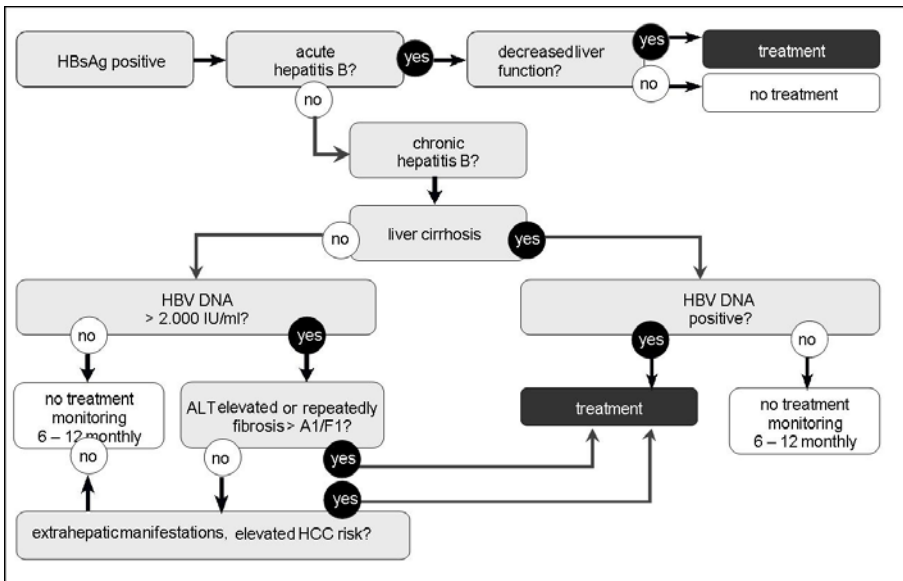 HBsAg positive
acute
hepatitis B?
yes
decreased liver
function?
yes
treatment
no
no treatment
no
chronic
hepatitis B?
no
liver cirrhosis
yes
HBV DNA
> 2.000 IU/ml?
HBV DNA
positive?
no
yes
yes
no
no treatment
monitoring
6 – 12 monthly
ALT elevated or repeatedly
fibrosis > A1/F1?
treatment
no treatment
monitoring
6 – 12 monthly
no
no
yes
yes
extrahepatic manifestations, elevated HCC risk?